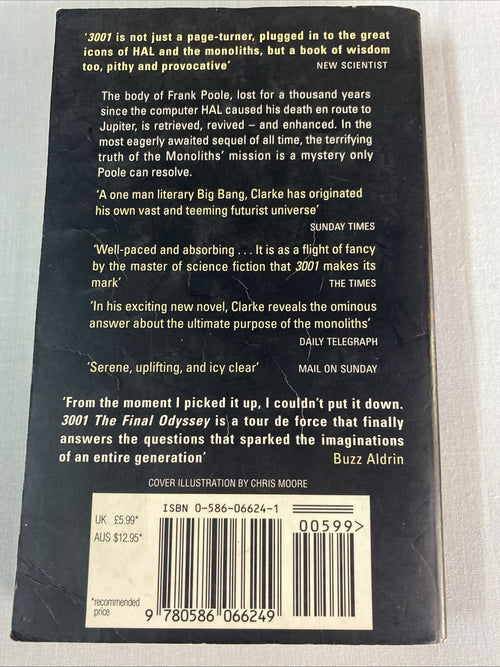 '3001 is not just a page-turner, plugged in to the great
icons of HAL and the monoliths, but a book of wisdom
too, pithy and provocative' NEW SCIENTIST
The body of Frank Poole, lost for a thousand years
since the computer HAL caused his death en route to
Jupiter, is retrieved, revived – and enhanced. In the
most eagerly awaited sequel of all time, the terrifying
truth of the Monoliths' mission is a mystery only
Poole can resolve.
'A one man literary Big Bang, Clarke has originated
his own vast and teeming futurist universe'
SUNDAY TIMES
'Well-paced and absorbing ... It is as a flight of fancy
by the master of science fiction that 3001 makes its
mark' THE TIMES
'In his exciting new novel, Clarke reveals the ominous
answer about the ultimate purpose of the monoliths'
DAILY TELEGRAPH
'Serene, uplifting, and icy clear' MAIL ON SUNDAY
'From the moment I picked it up, I couldn't put it down.
3001 The Final Odyssey is a tour de force that finally
answers the questions that sparked the imaginations
of an entire generation' Buzz Aldrin
COVER ILLUSTRATION BY CHRIS MOORE
ISBN 0-586-06624-1
UK £5.99*
AUS $12.95*
00599>
*recommended
price
9 780586 066249